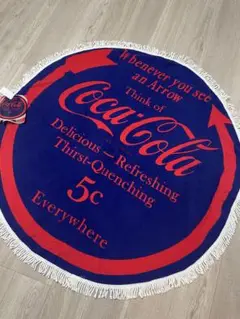 Whenever you see
an Arrow
Think of
Coca-Cola
Delicious - Refreshing
Thirst-Quenching
5c
Everywhere